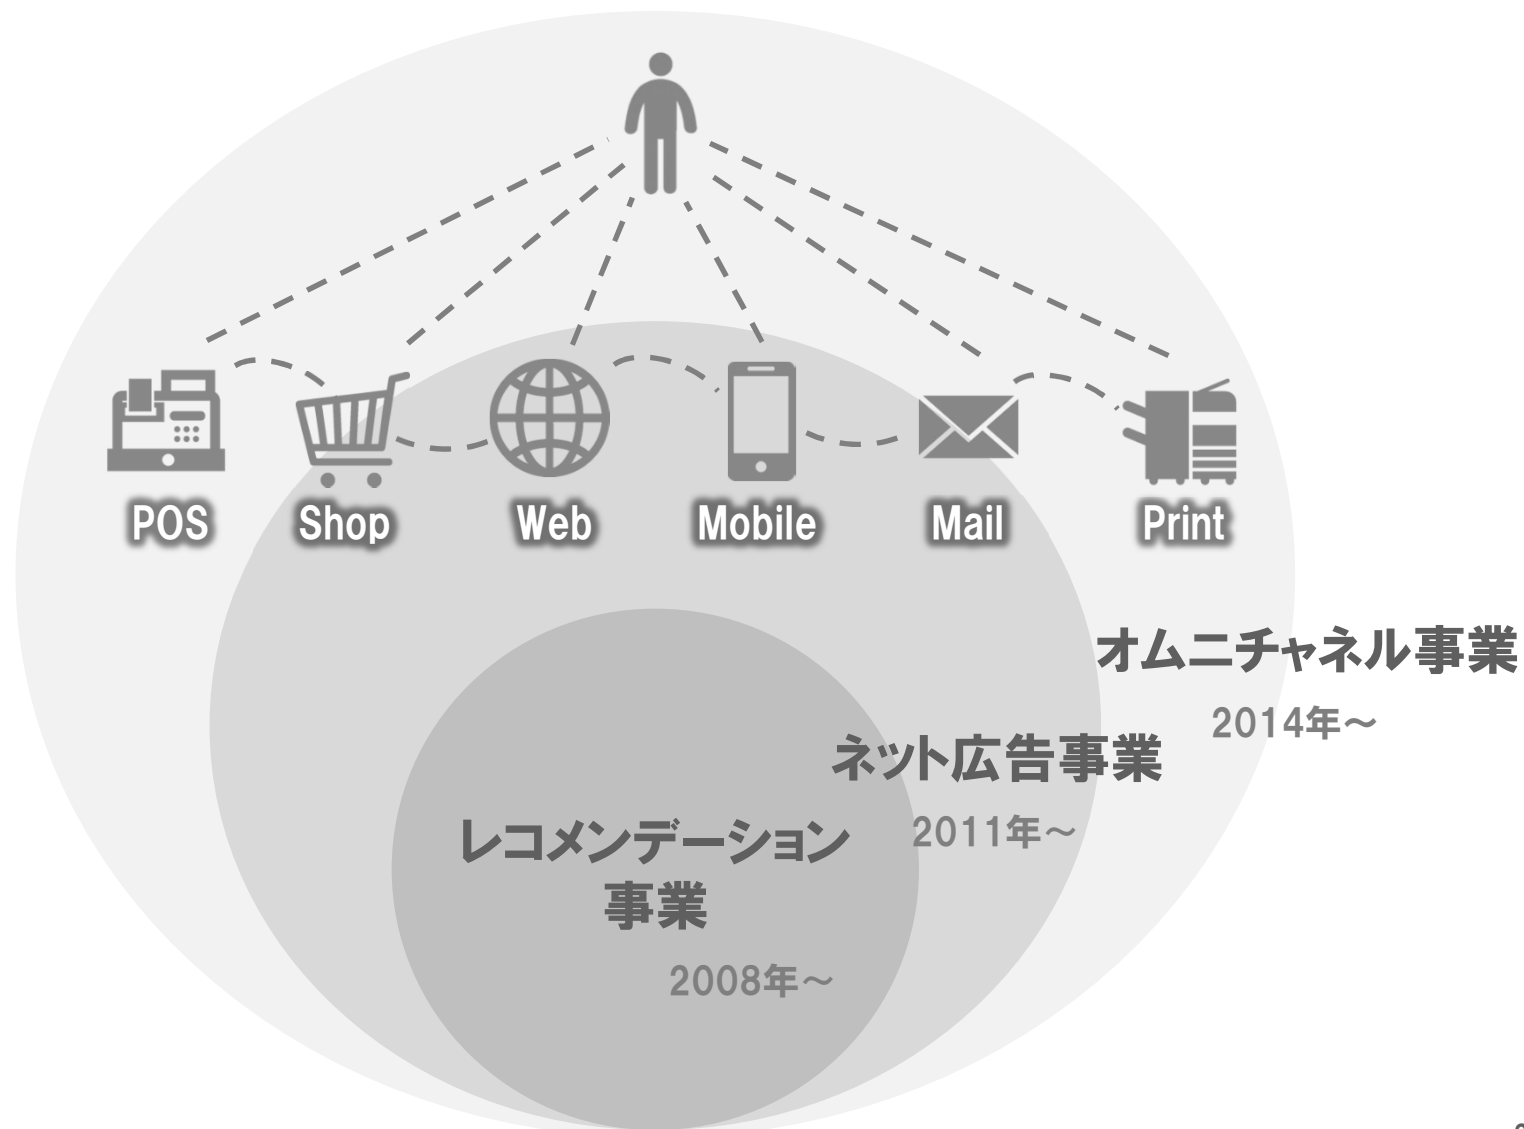 POS
Shop
Web
Mobile
Mail
Print
オムニチャネル事業
2014年～
ネット広告事業
2011年～
レコメンデーション
事業
2008年～